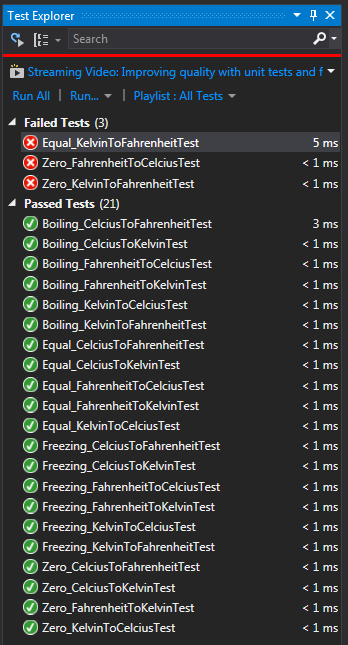 Test Explorer
Search
Streaming Video: Improving quality with unit tests and f
Run All | Run... | Playlist : All Tests
Failed Tests (3)
Equal_KelvinToFahrenheitTest 5 ms
Zero_FahrenheitToCelciusTest < 1 ms
Zero_KelvinToFahrenheitTest < 1 ms
Passed Tests (21)
Boiling_CelciusToFahrenheitTest 3 ms
Boiling_CelciusToKelvinTest < 1 ms
Boiling_FahrenheitToCelciusTest < 1 ms
Boiling_FahrenheitToKelvinTest < 1 ms
Boiling_KelvinToCelciusTest < 1 ms
Boiling_KelvinToFahrenheitTest < 1 ms
Equal_CelciusToFahrenheitTest < 1 ms
Equal_CelciusToKelvinTest < 1 ms
Equal_FahrenheitToCelciusTest < 1 ms
Equal_FahrenheitToKelvinTest < 1 ms
Equal_KelvinToCelciusTest < 1 ms
Freezing_CelciusToFahrenheitTest < 1 ms
Freezing_CelciusToKelvinTest < 1 ms
Freezing_FahrenheitToCelciusTest < 1 ms
Freezing_FahrenheitToKelvinTest < 1 ms
Freezing_KelvinToCelciusTest < 1 ms
Freezing_KelvinToFahrenheitTest < 1 ms
Zero_CelciusToFahrenheitTest < 1 ms
Zero_CelciusToKelvinTest < 1 ms
Zero_FahrenheitToKelvinTest < 1 ms
Zero_KelvinToCelciusTest < 1 ms